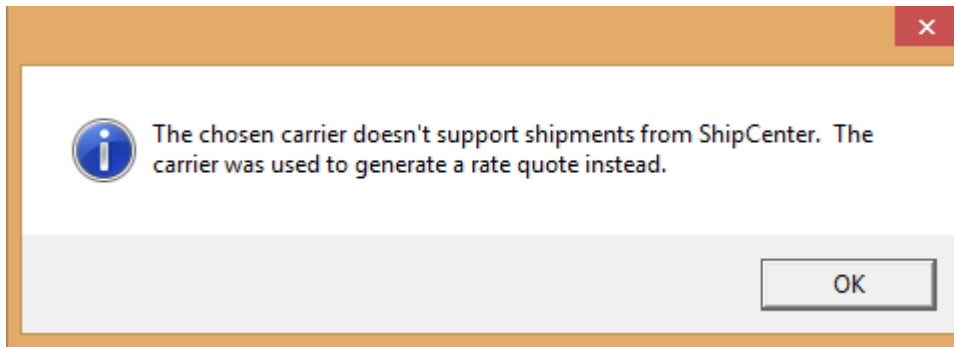 The chosen carrier doesn't support shipments from ShipCenter.  The
carrier was used to generate a rate quote instead.
OK